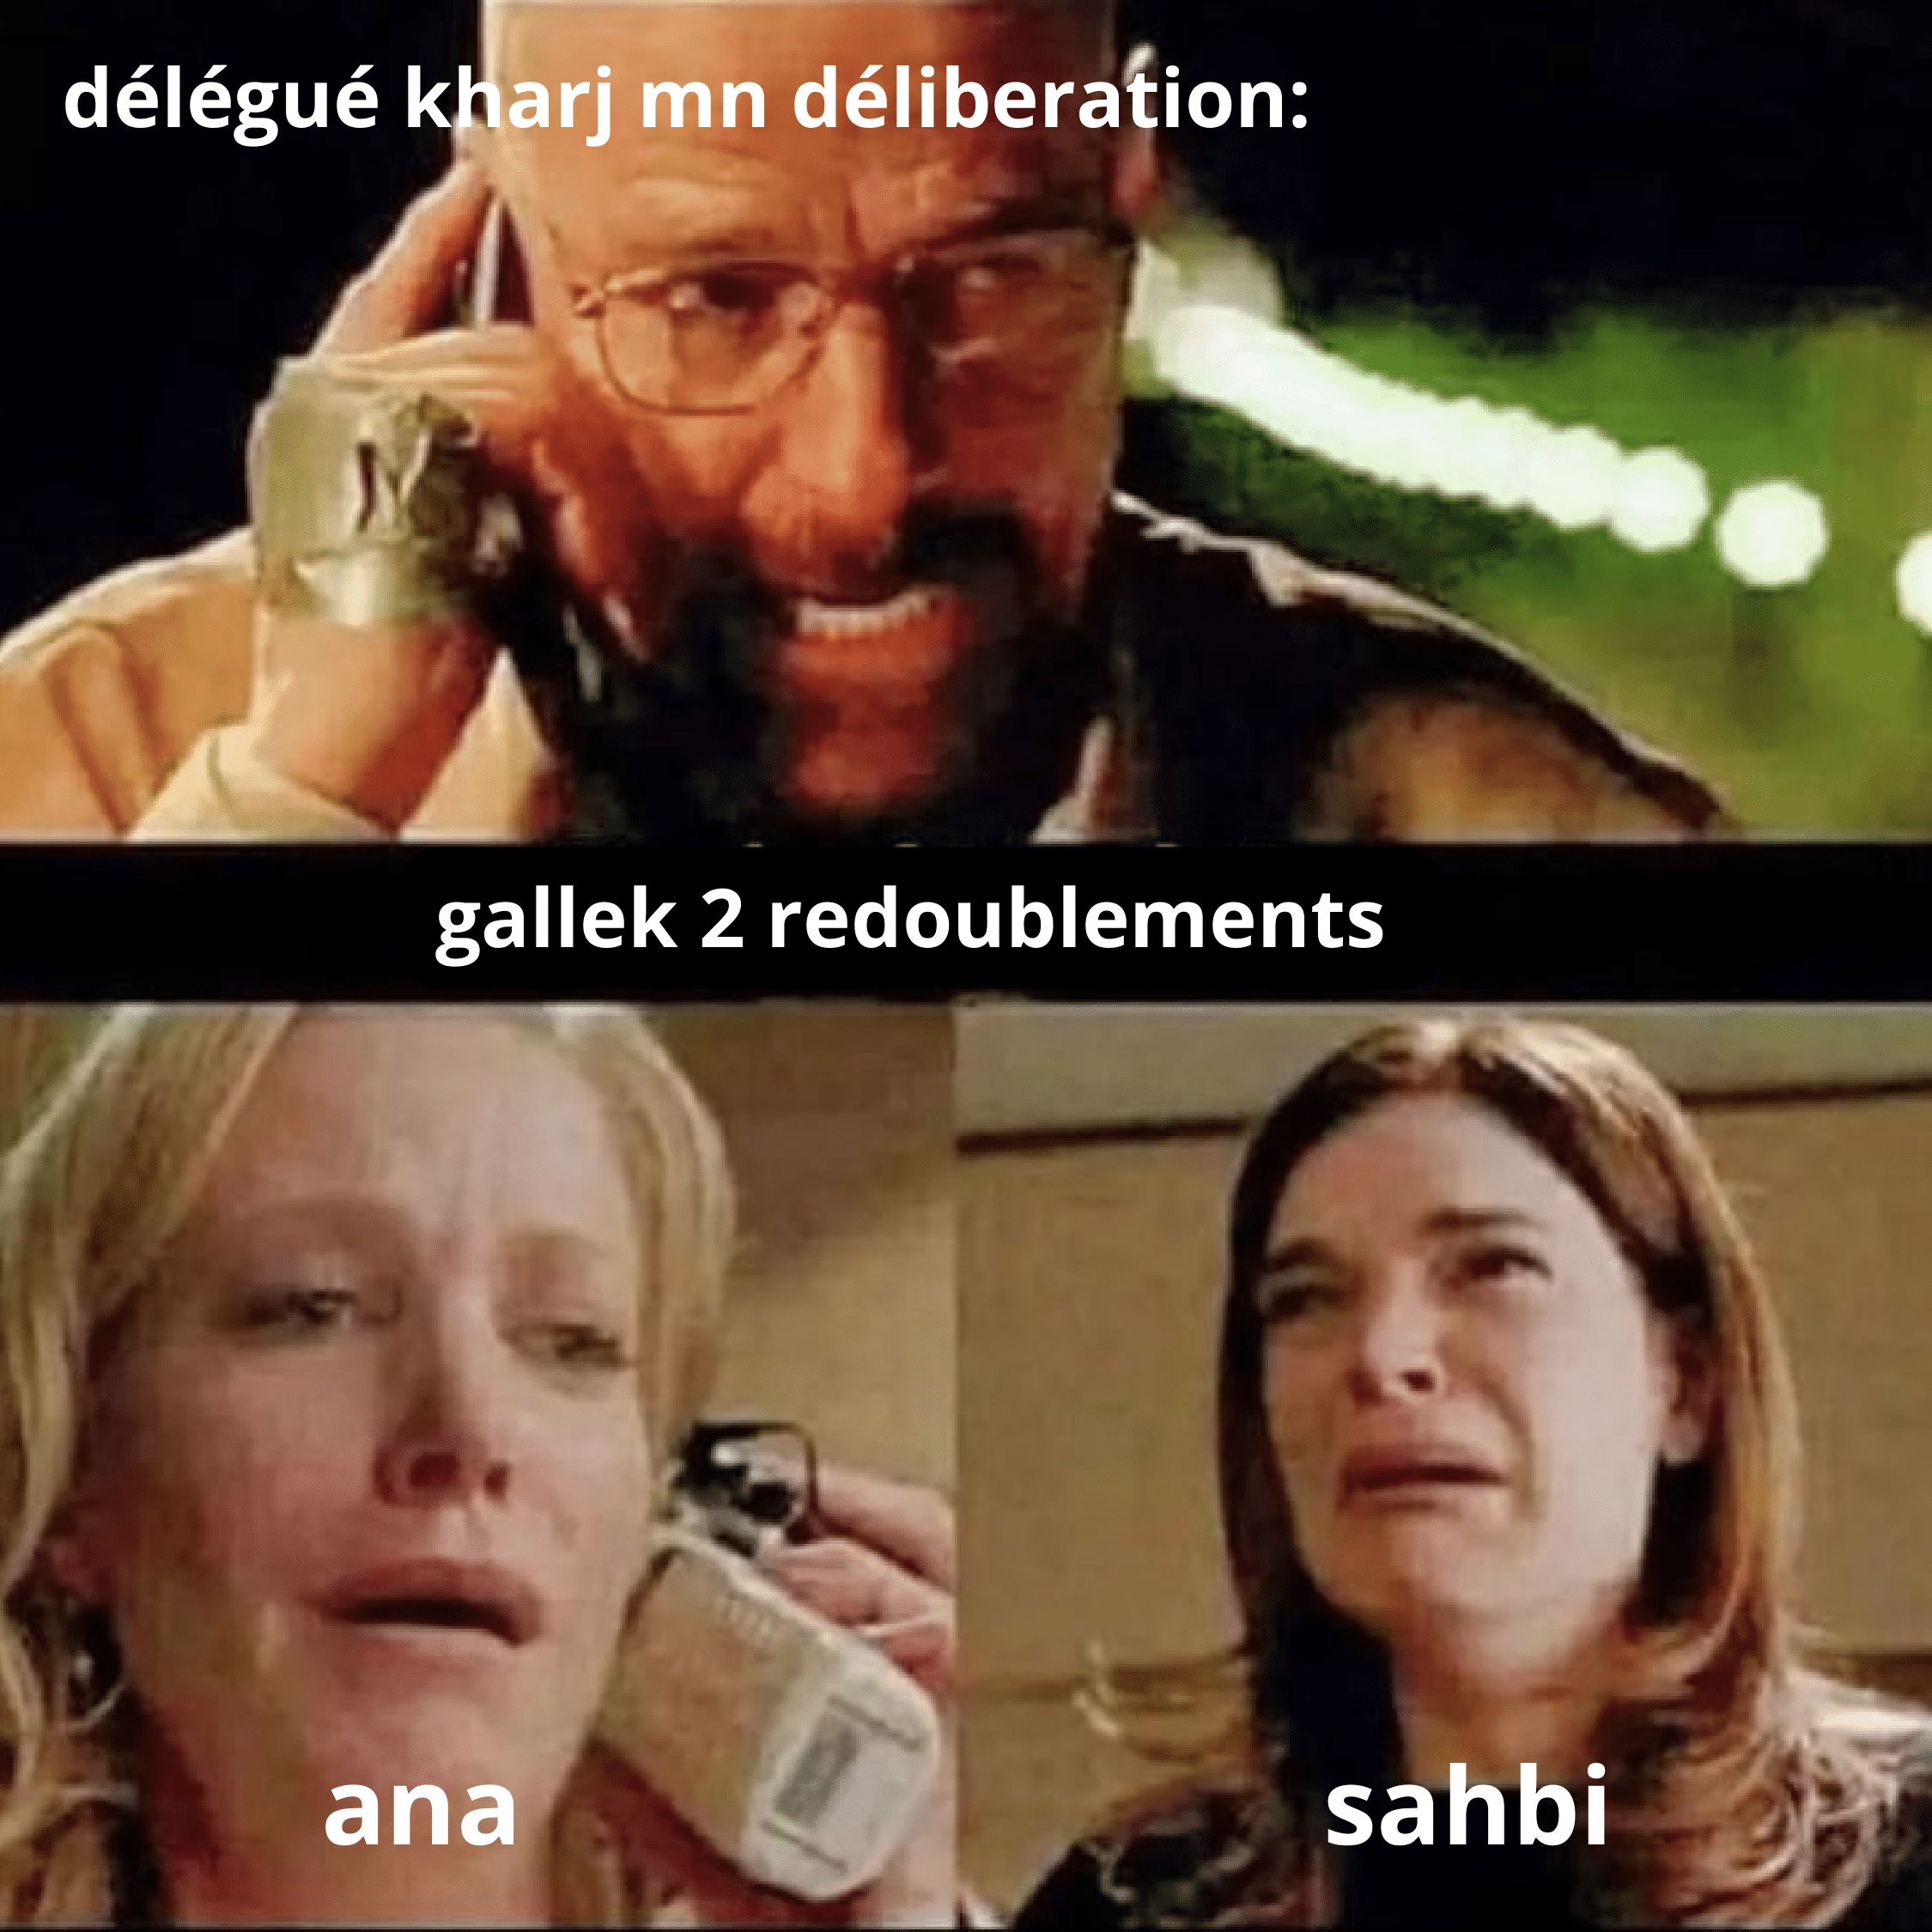 délégué kharj mn déliberation:
gallek 2 redoublements
ana
sahbi